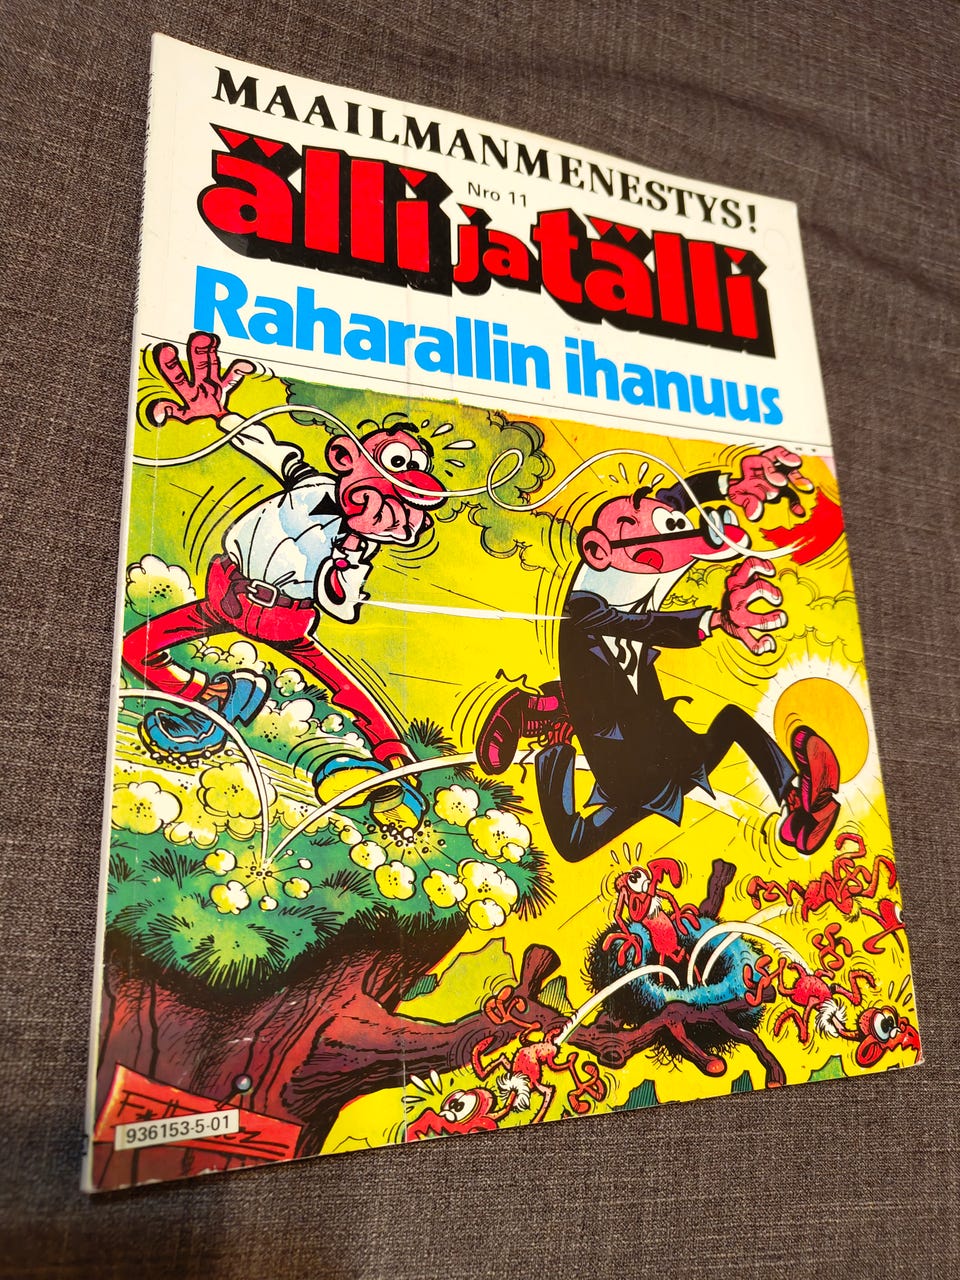 MAAILMANMENESTYS!
Nro 11
älli ja tälli
Raharallin ihanuus
936153-5-01